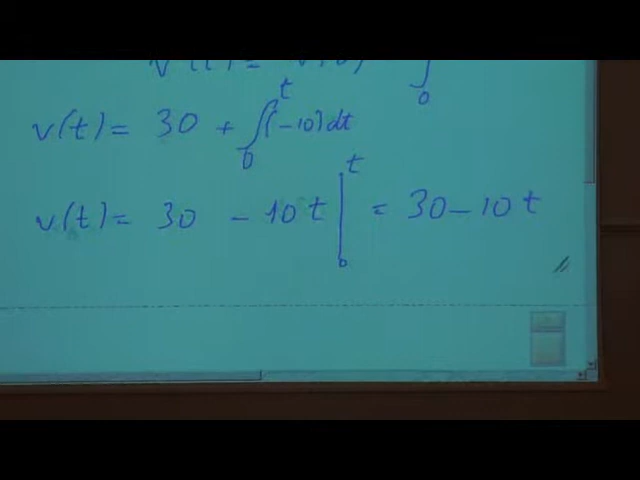 v(t) = 30 + ∫₀ᵗ (-10) dt
v(t) = 30 - 10t |₀ᵗ = 30 - 10t